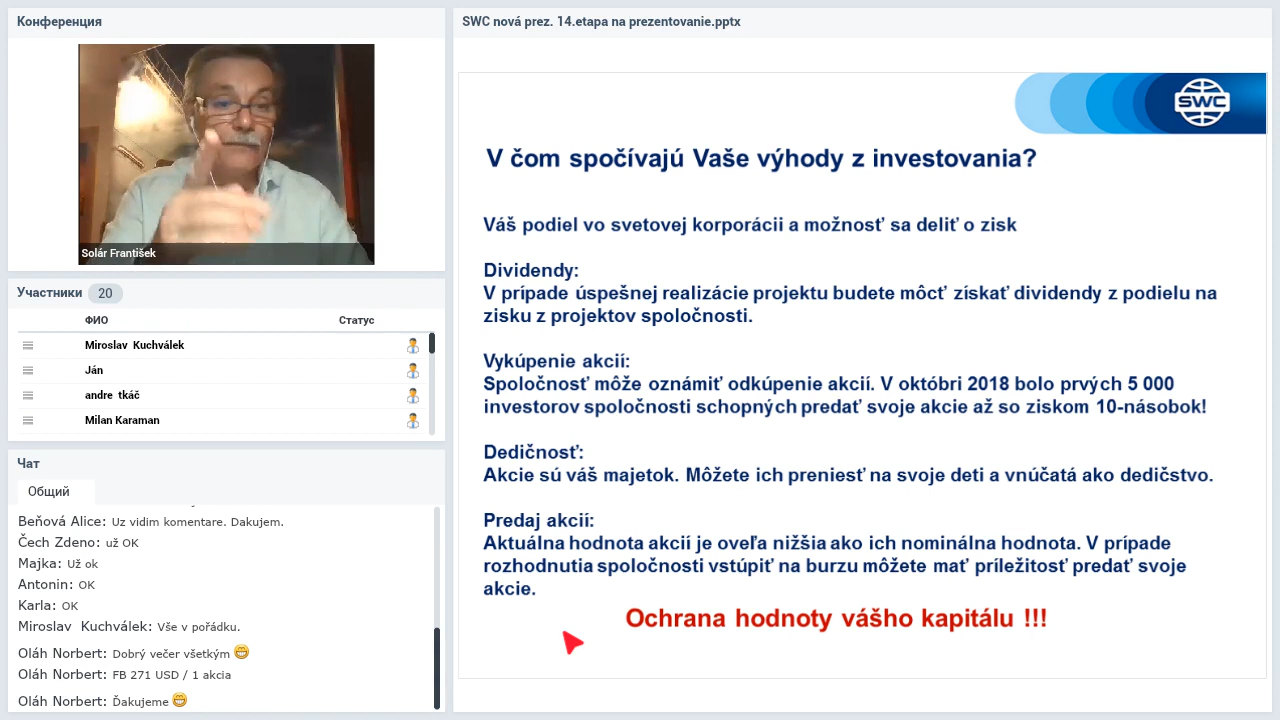 Конференция
Solár František
Участники 20
ФИО Статус
Miroslav Kuchválek
Ján
andre tkáč
Milan Karaman
Чат
Общий
Beňová Alice: Uz vidim komentare. Dakujem.
Čech Zdeno: už OK
Majka: Už ok
Antonin: OK
Karla: OK
Miroslav Kuchválek: Vše v pořádku.
Oláh Norbert: Dobrý večer všetkým
Oláh Norbert: FB 271 USD / 1 akcia
Oláh Norbert: Ďakujeme
SWC nová prez. 14.etapa na prezentovanie.pptx
SWC
V čom spočívajú Vaše výhody z investovania?
Váš podiel vo svetovej korporácii a možnosť sa deliť o zisk
Dividendy:
V prípade úspešnej realizácie projektu budete môcť získať dividendy z podielu na
zisku z projektov spoločnosti.
Vykúpenie akcií:
Spoločnosť môže oznámiť odkúpenie akcií. V októbri 2018 bolo prvých 5 000
investorov spoločnosti schopných predať svoje akcie až so ziskom 10-násobok!
Dedičnosť:
Akcie sú váš majetok. Môžete ich preniesť na svoje deti a vnúčatá ako dedičstvo.
Predaj akcií:
Aktuálna hodnota akcií je oveľa nižšia ako ich nominálna hodnota. V prípade
rozhodnutia spoločnosti vstúpiť na burzu môžete mať príležitosť predať svoje
akcie.
Ochrana hodnoty vášho kapitálu !!!